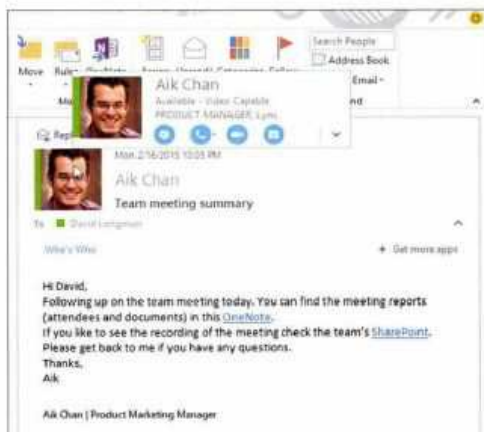 Search People
Address Book
Move Rules OneNote
Email
Aik Chan
Available - Video Capable
PRODUCT MANAGER, Lync
Mon 2/16/2015 10:05 PM
Aik Chan
Team meeting summary
To David Longman
Who's Who + Get more apps
Hi David,
Following up on the team meeting today. You can find the meeting reports
(attendees and documents) in this OneNote.
If you like to see the recording of the meeting check the team's SharePoint.
Please get back to me if you have any questions.
Thanks,
Aik
Aik Chan | Product Marketing Manager